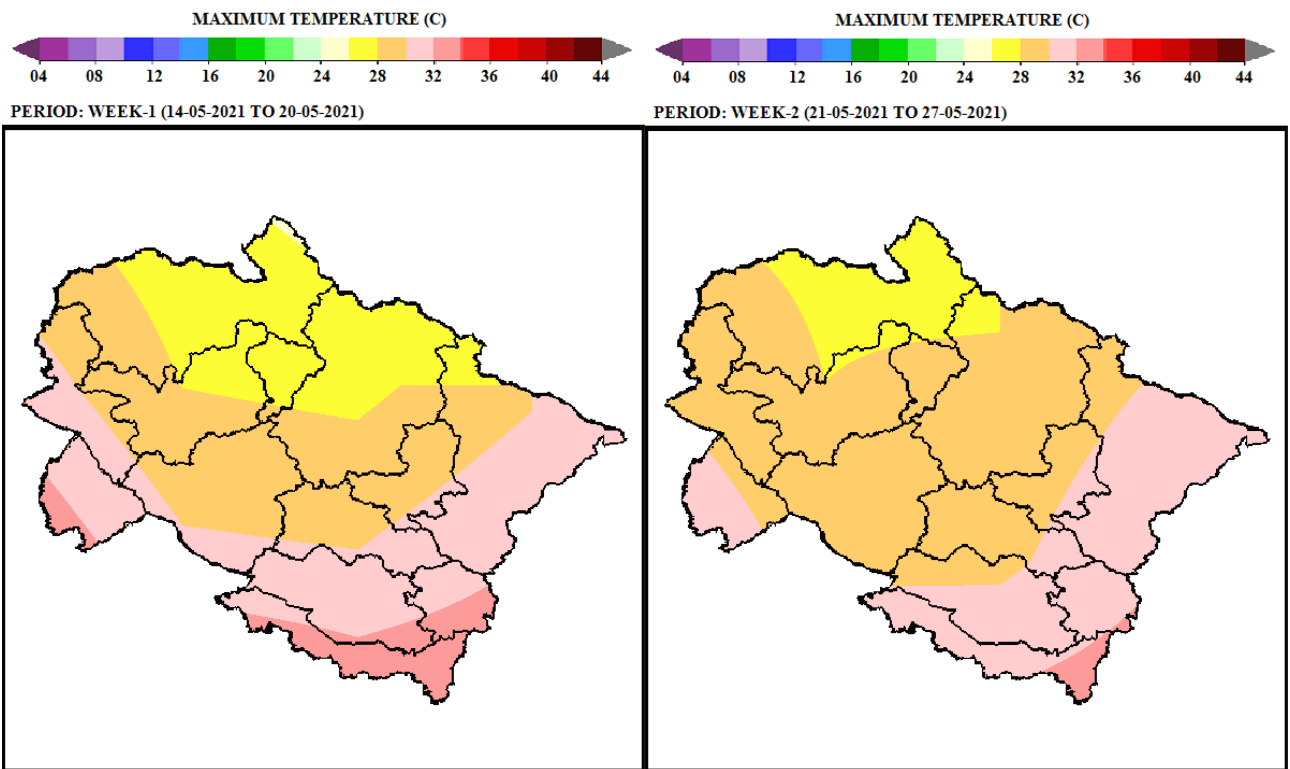 MAXIMUM TEMPERATURE (C)
04 08 12 16 20 24 28 32 36 40 44
PERIOD: WEEK-1 (14-05-2021 TO 20-05-2021)
MAXIMUM TEMPERATURE (C)
04 08 12 16 20 24 28 32 36 40 44
PERIOD: WEEK-2 (21-05-2021 TO 27-05-2021)